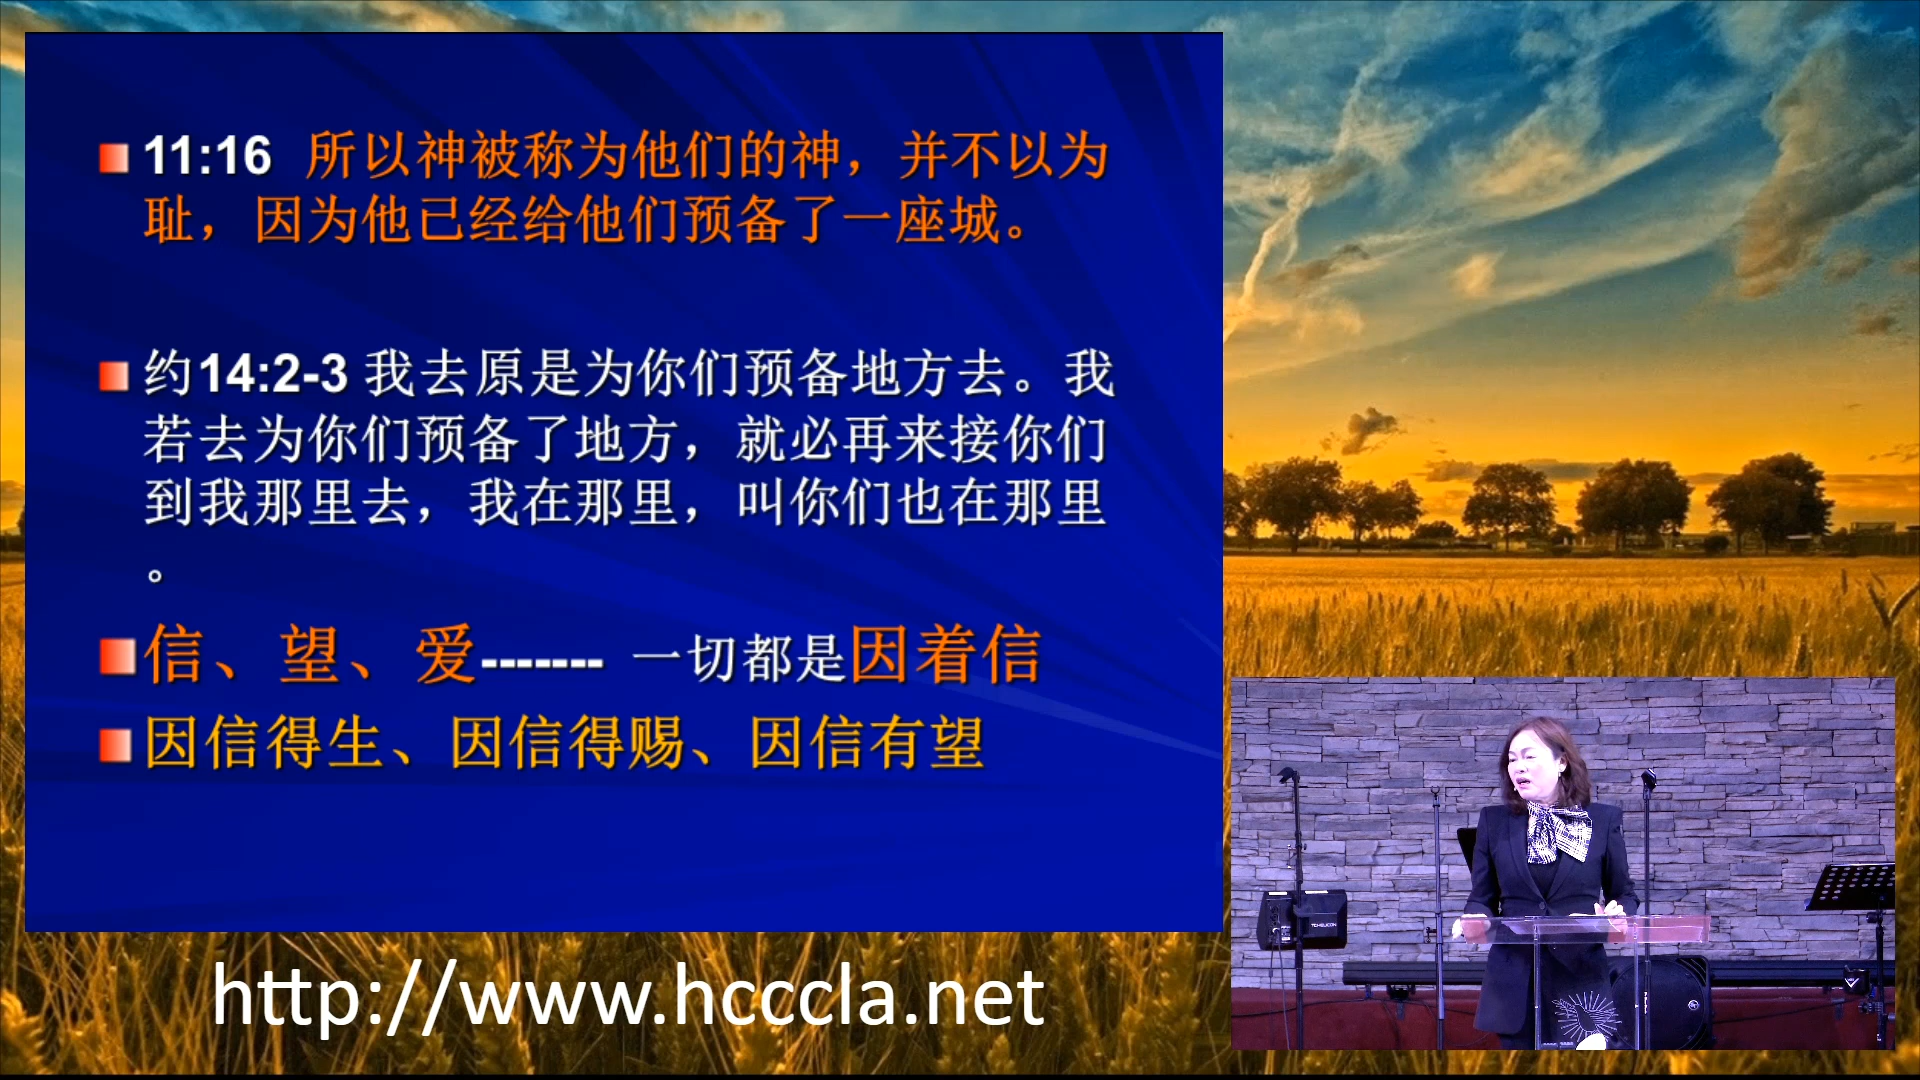 11:16 所以神被称为他们的神，并不以为
耻，因为他已经给他们预备了一座城。
约14:2-3 我去原是为你们预备地方去。我
若去为你们预备了地方，就必再来接你们
到我那里去，我在那里，叫你们也在那里
。
信、望、爱------- 一切都是因着信
因信得生、因信得赐、因信有望
http://www.hcccla.net